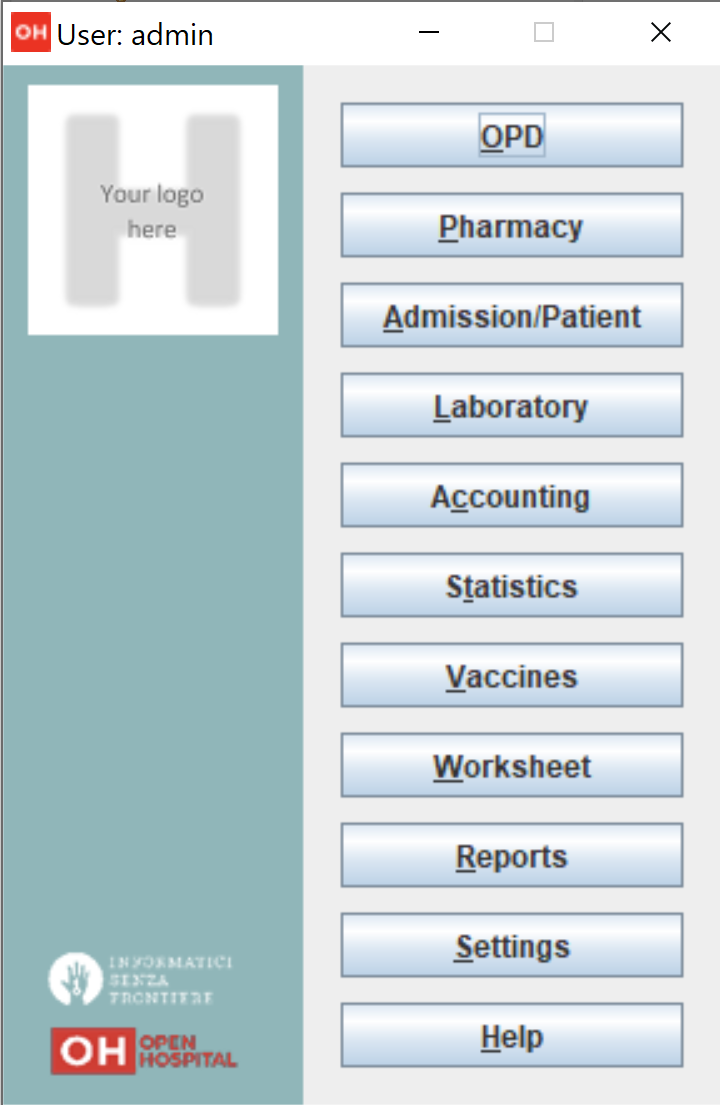 OH User: admin
Your logo
here
OPD
Pharmacy
Admission/Patient
Laboratory
Accounting
Statistics
Vaccines
Worksheet
Reports
Settings
Help
INFORMATICI
SENZA
FRONTIERE
OH OPEN
HOSPITAL